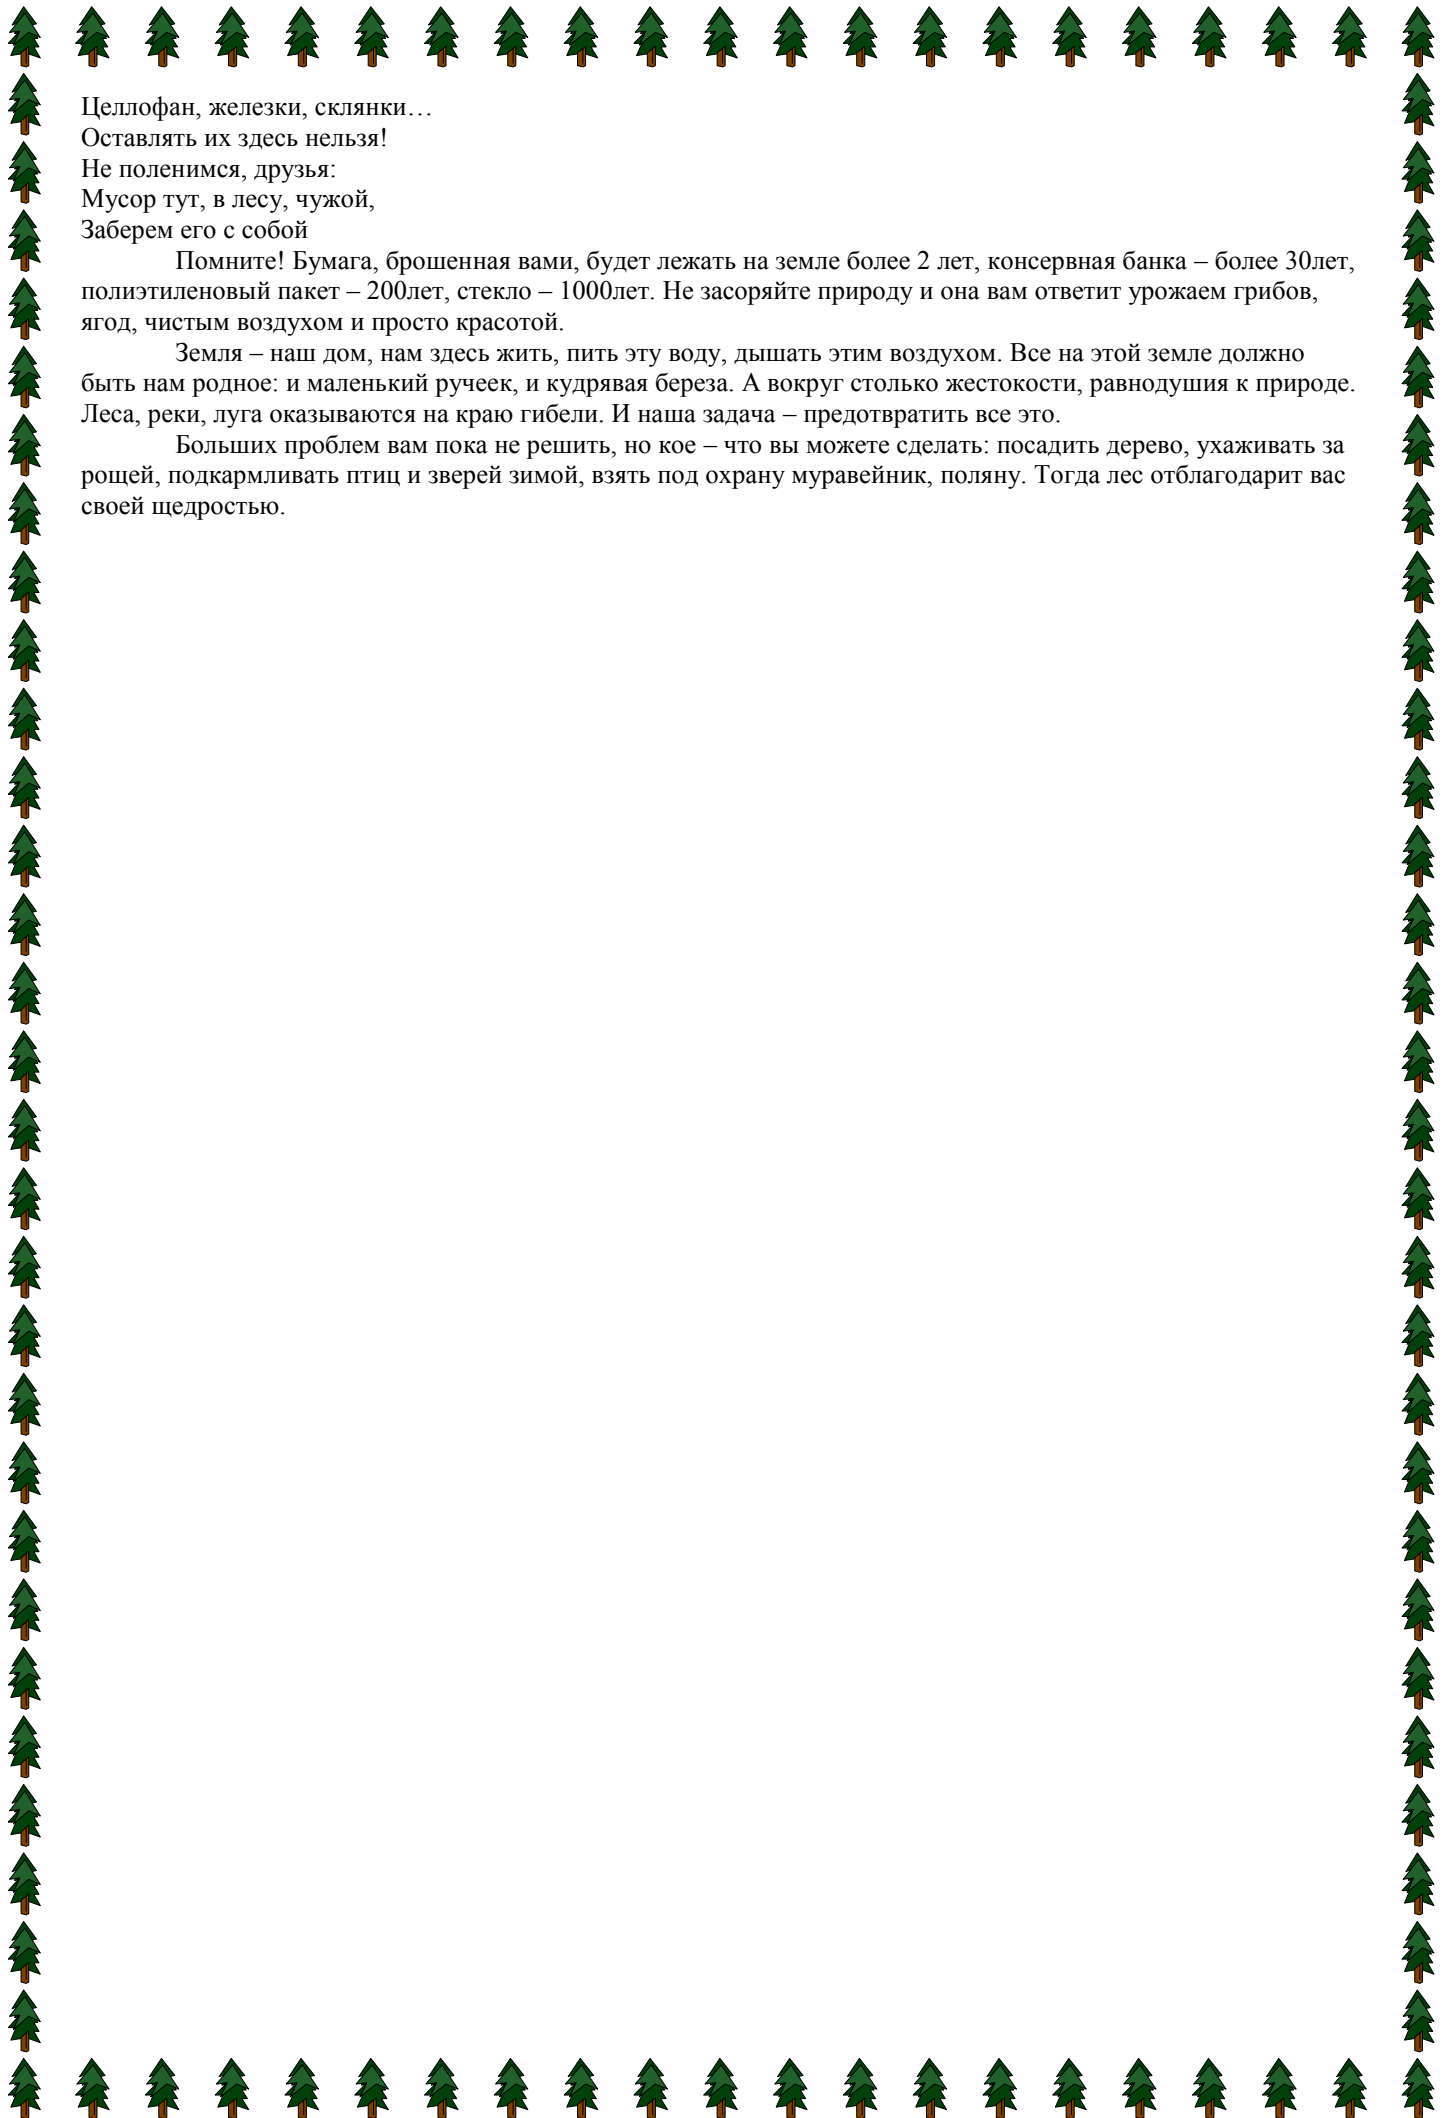 Целлофан, железки, склянки…
Оставлять их здесь нельзя!
Не поленимся, друзья:
Мусор тут, в лесу, чужой,
Заберем его с собой
Помните! Бумага, брошенная вами, будет лежать на земле более 2 лет, консервная банка – более 30лет,
полиэтиленовый пакет – 200лет, стекло – 1000лет. Не засоряйте природу и она вам ответит урожаем грибов,
ягод, чистым воздухом и просто красотой.
Земля – наш дом, нам здесь жить, пить эту воду, дышать этим воздухом. Все на этой земле должно
быть нам родное: и маленький ручеек, и кудрявая береза. А вокруг столько жестокости, равнодушия к природе.
Леса, реки, луга оказываются на краю гибели. И наша задача – предотвратить все это.
Больших проблем вам пока не решить, но кое – что вы можете сделать: посадить дерево, ухаживать за
рощей, подкармливать птиц и зверей зимой, взять под охрану муравейник, поляну. Тогда лес отблагодарит вас
своей щедростью.